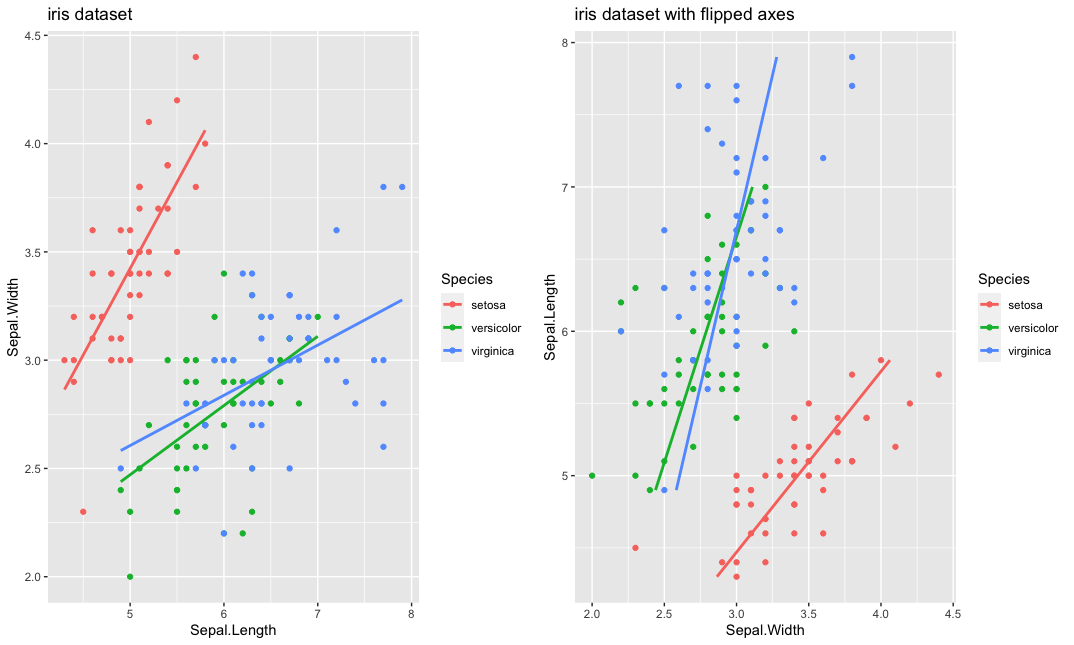 iris dataset
4.5
4.0
3.5
3.0
2.5
2.0
Sepal.Width
5
6
7
8
Sepal.Length
Species
setosa
versicolor
virginica
iris dataset with flipped axes
8
7
6
5
Sepal.Length
2.0
2.5
3.0
3.5
4.0
4.5
Sepal.Width
Species
setosa
versicolor
virginica